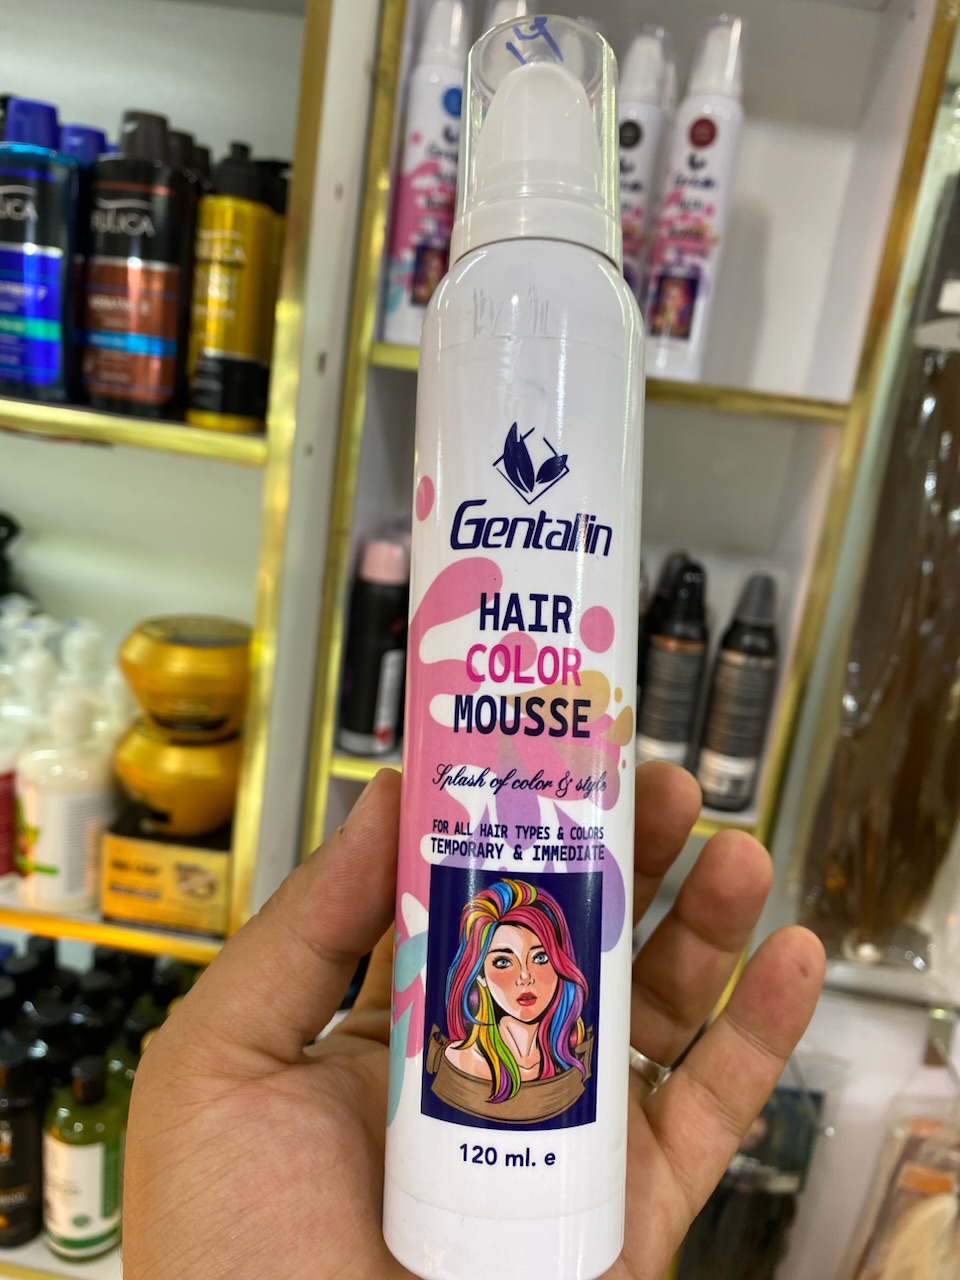 Gentallin
HAIR
COLOR
MOUSSE
Splash of color & style
FOR ALL HAIR TYPES & COLORS
TEMPORARY & IMMEDIATE
120 ml. e